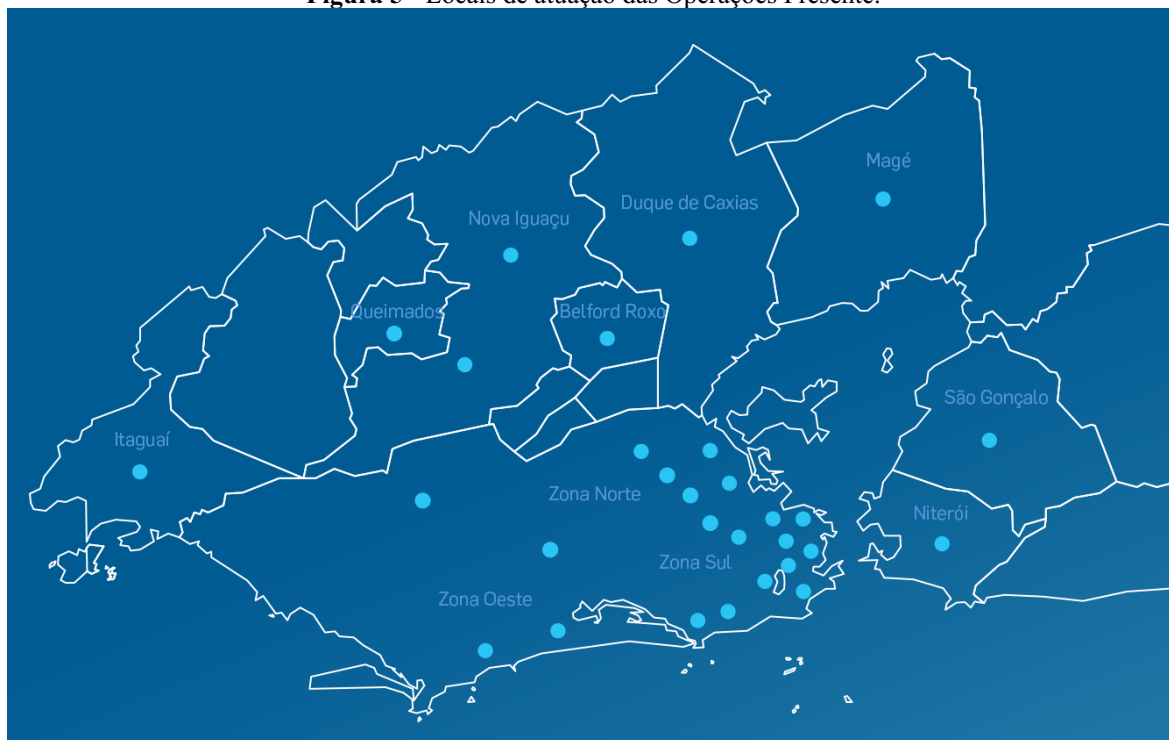 Figura 3 - Locais de atuação das Operações Presente.
Magé
Duque de Caxias
Nova Iguaçu
Queimados
Belford Roxo
São Gonçalo
Itaguaí
Zona Norte
Niterói
Zona Sul
Zona Oeste